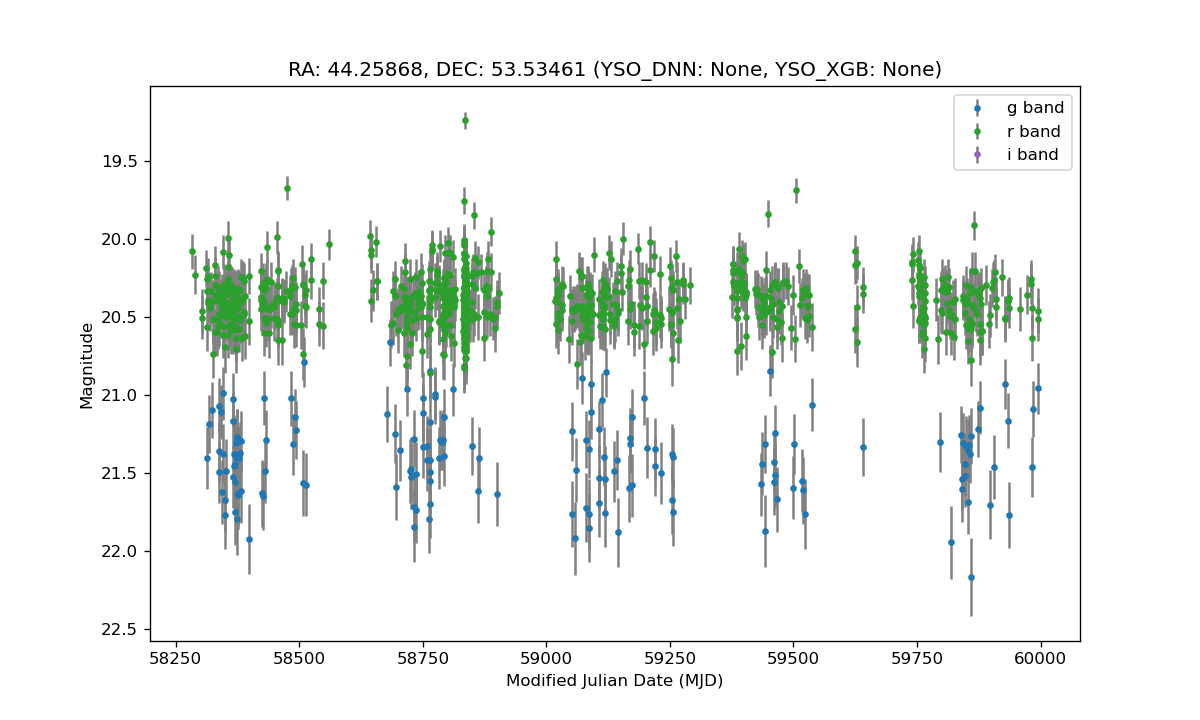 RA: 44.25868, DEC: 53.53461 (YSO_DNN: None, YSO_XGB: None)
g band
r band
i band
19.5
20.0
20.5
21.0
21.5
22.0
22.5
Magnitude
58250 58500 58750 59000 59250 59500 59750 60000
Modified Julian Date (MJD)